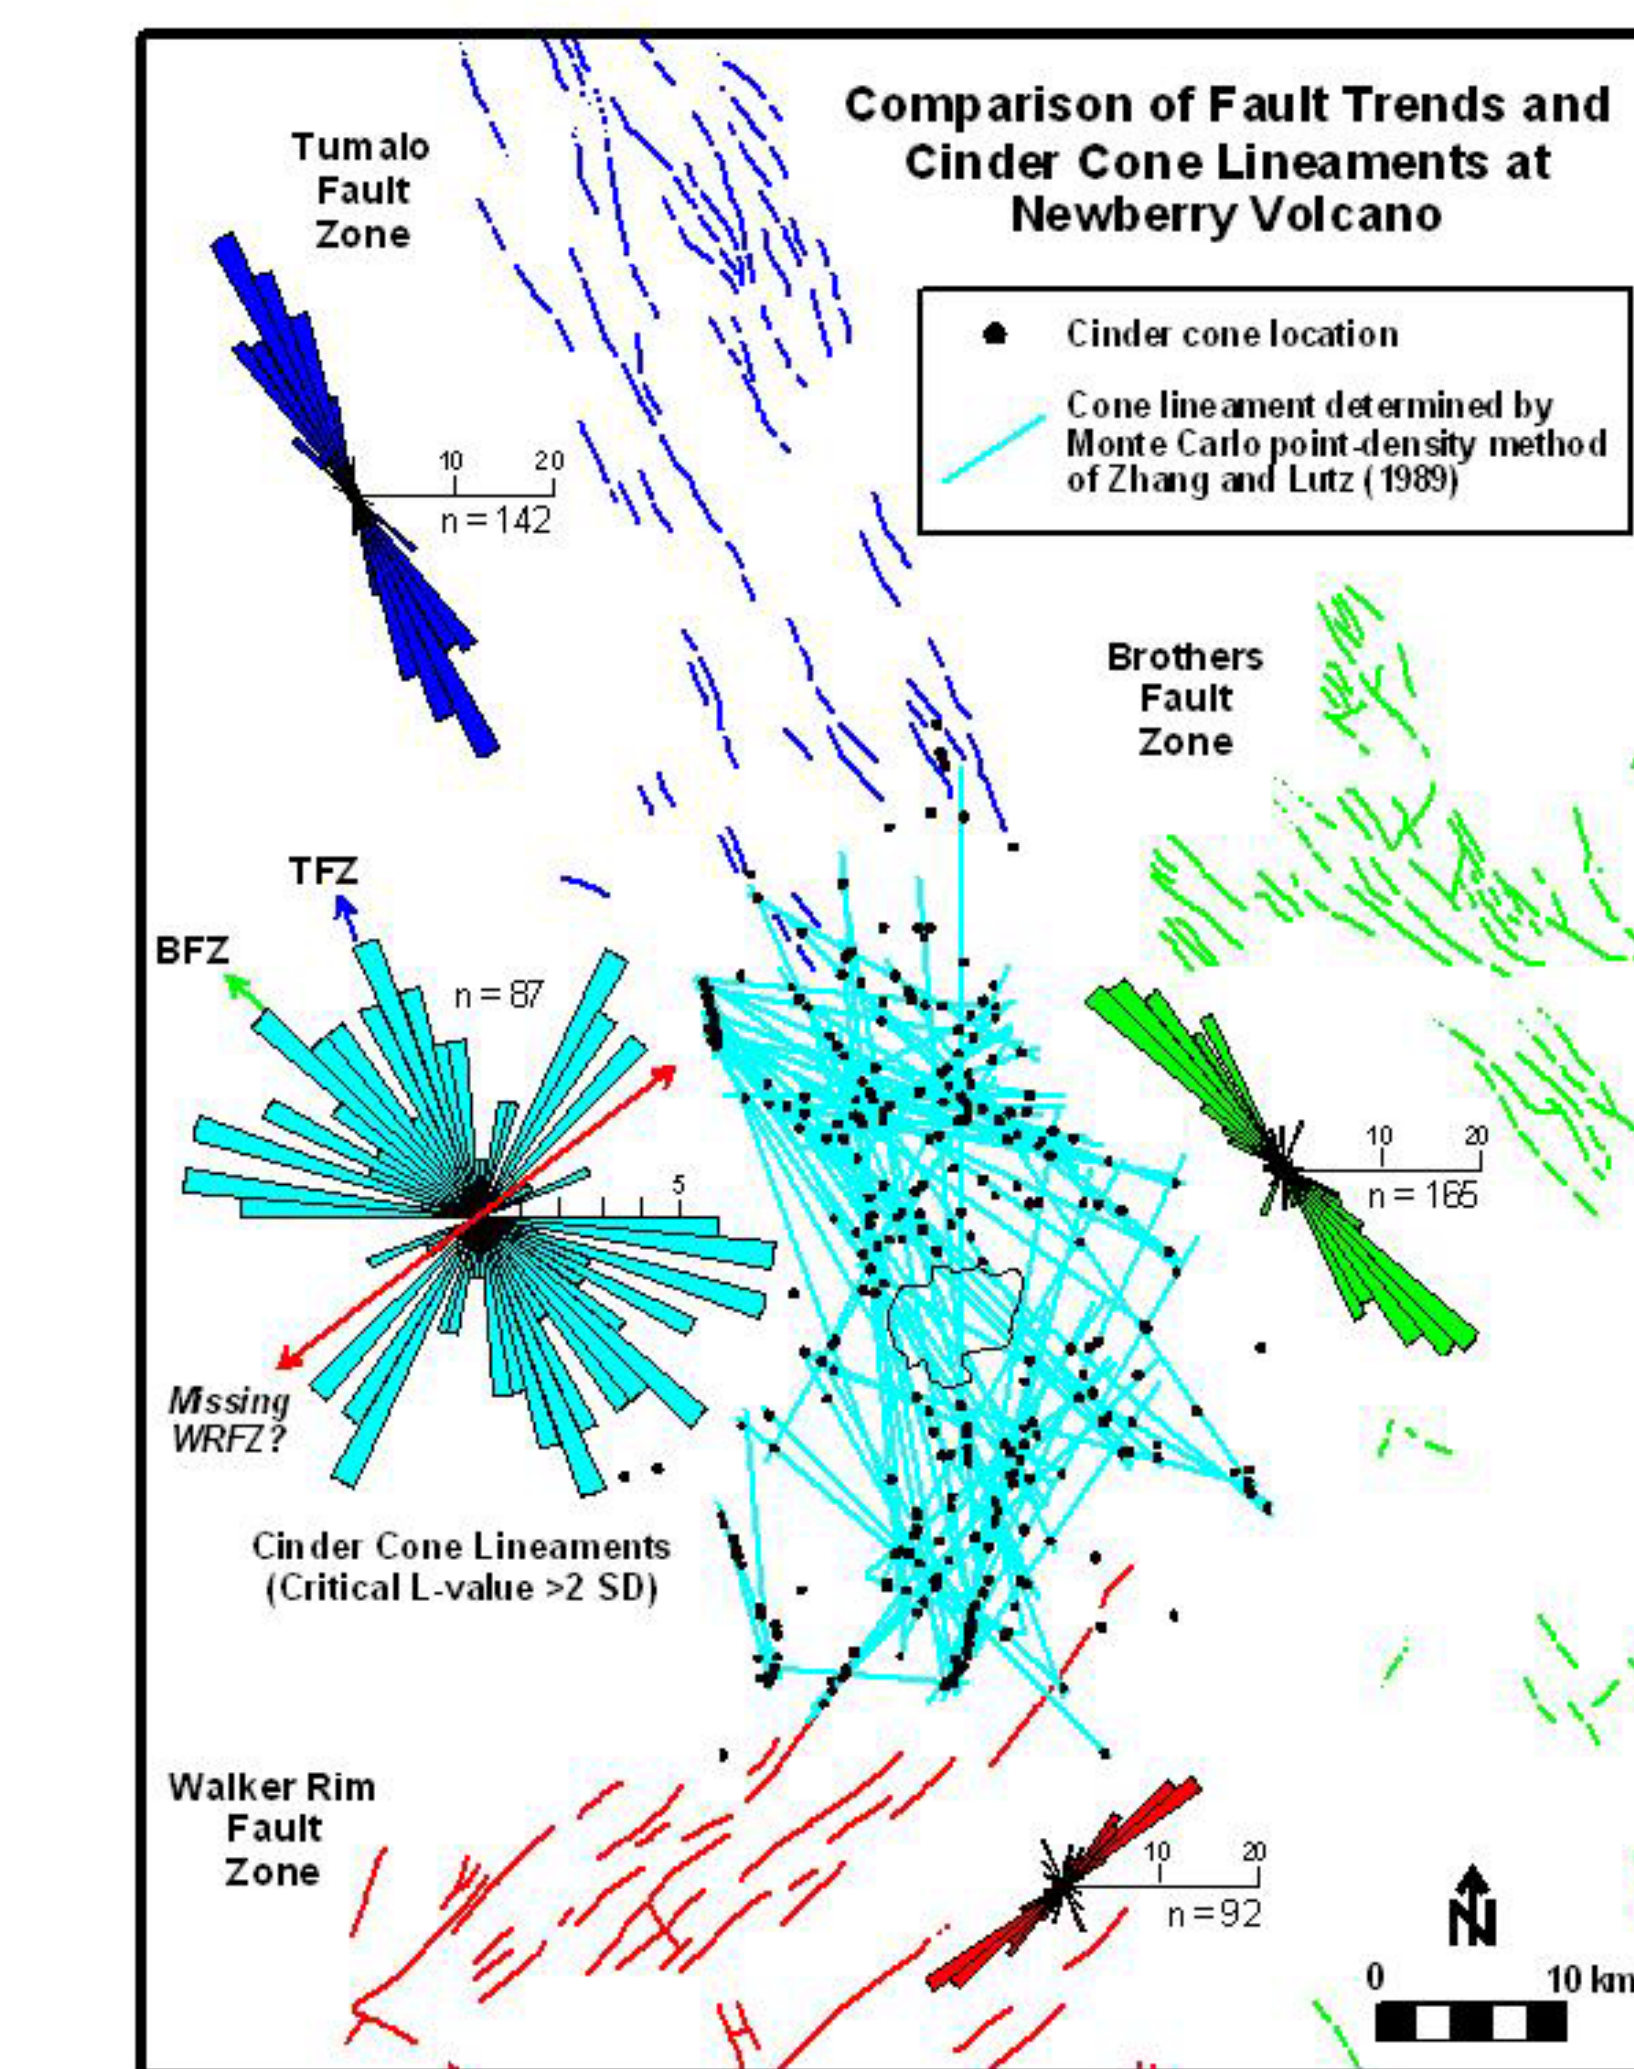 Comparison of Fault Trends and
Cinder Cone Lineaments at
Newberry Volcano
Tumalo
Fault
Zone
Cinder cone location
Cone lineament determined by
Monte Carlo point-density method
of Zhang and Lutz (1989)
10 20
n = 142
Brothers
Fault
Zone
TFZ
BFZ
n = 87
5
10 20
n = 165
Missing
WRFZ?
Cinder Cone Lineaments
(Critical L-value >2 SD)
Walker Rim
Fault
Zone
10 20
n = 92
N
0 10 km